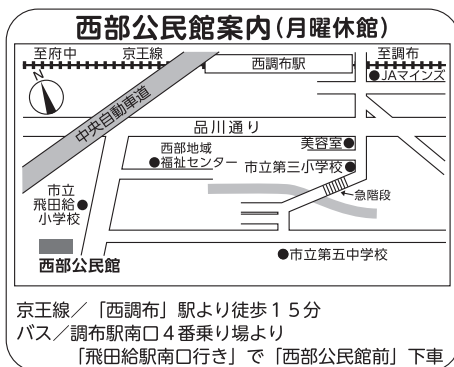 西部公民館案内(月曜休館)
至府中
京王線
西調布駅
至調布
●JAマインズ
N
中央自動車道
品川通り
美容室●
西部地域
●福祉センター
市立第三小学校●
←急階段
市立
飛田給●
小学校
西部公民館
●市立第五中学校
京王線/「西調布」駅より徒歩15分
バス/調布駅南口4番乗り場より
「飛田給駅南口行き」で「西部公民館前」下車